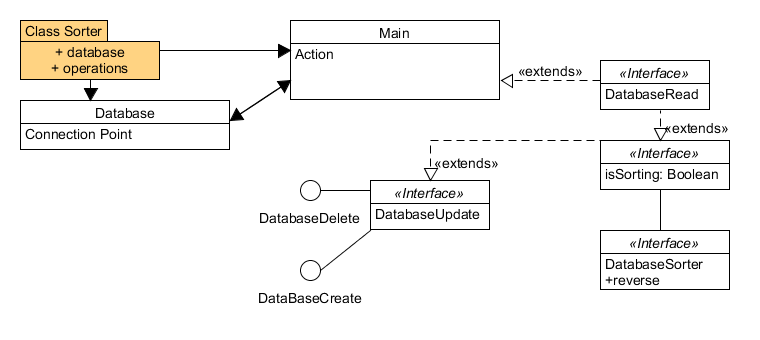 Class Sorter
+ database
+ operations
Main
Action
Database
Connection Point
«extends»
«Interface»
DatabaseRead
«extends»
«Interface»
isSorting: Boolean
«extends»
«Interface»
DatabaseUpdate
DatabaseDelete
DataBaseCreate
«Interface»
DatabaseSorter
+reverse